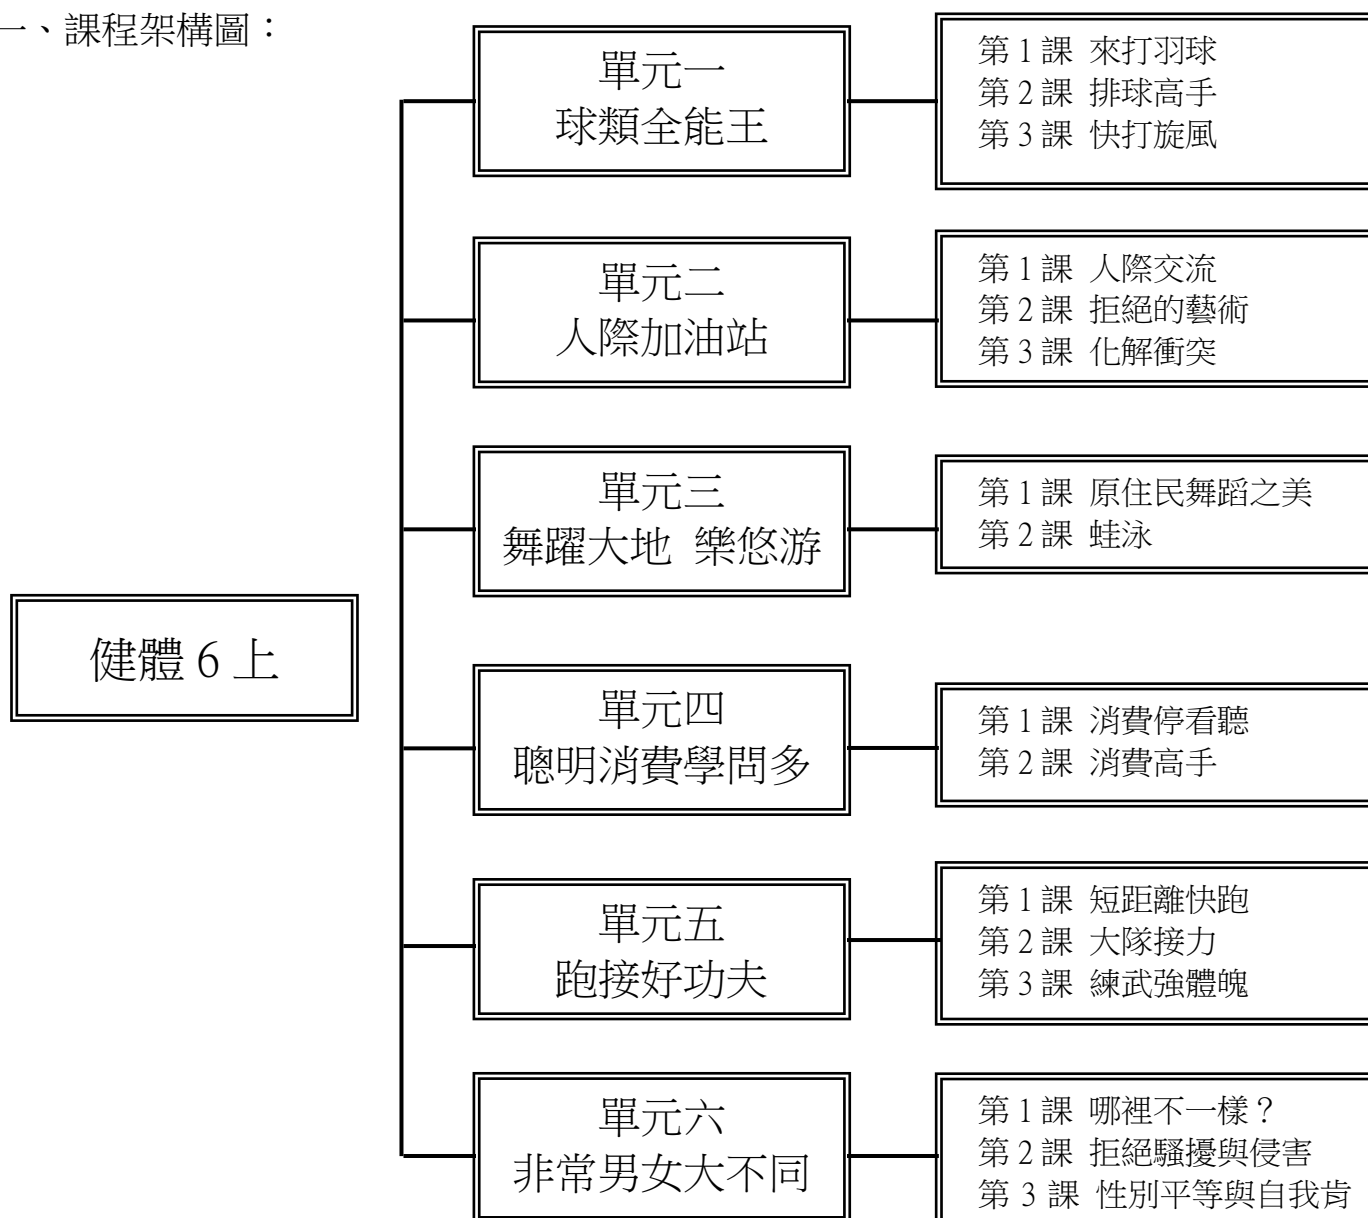 一、課程架構圖：
健體 6 上
單元一
球類全能王
第 1 課 來打羽球
第 2 課 排球高手
第 3 課 快打旋風
單元二
人際加油站
第 1 課 人際交流
第 2 課 拒絕的藝術
第 3 課 化解衝突
單元三
舞躍大地 樂悠游
第 1 課 原住民舞蹈之美
第 2 課 蛙泳
單元四
聰明消費學問多
第 1 課 消費停看聽
第 2 課 消費高手
單元五
跑接好功夫
第 1 課 短距離快跑
第 2 課 大隊接力
第 3 課 練武強體魄
單元六
非常男女大不同
第 1 課 哪裡不一樣？
第 2 課 拒絕騷擾與侵害
第 3 課 性別平等與自我肯